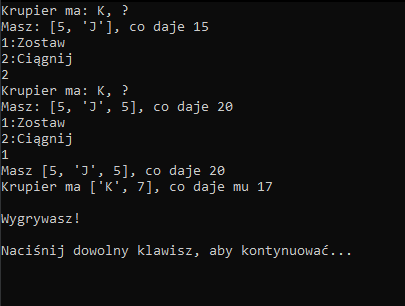 Krupier ma: K, ?
Masz: [5, 'J'], co daje 15
1:Zostaw
2:Ciągnij
2
Krupier ma: K, ?
Masz: [5, 'J', 5], co daje 20
1:Zostaw
2:Ciągnij
1
Masz [5, 'J', 5], co daje 20
Krupier ma ['K', 7], co daje mu 17
Wygrywasz!
Naciśnij dowolny klawisz, aby kontynuować...